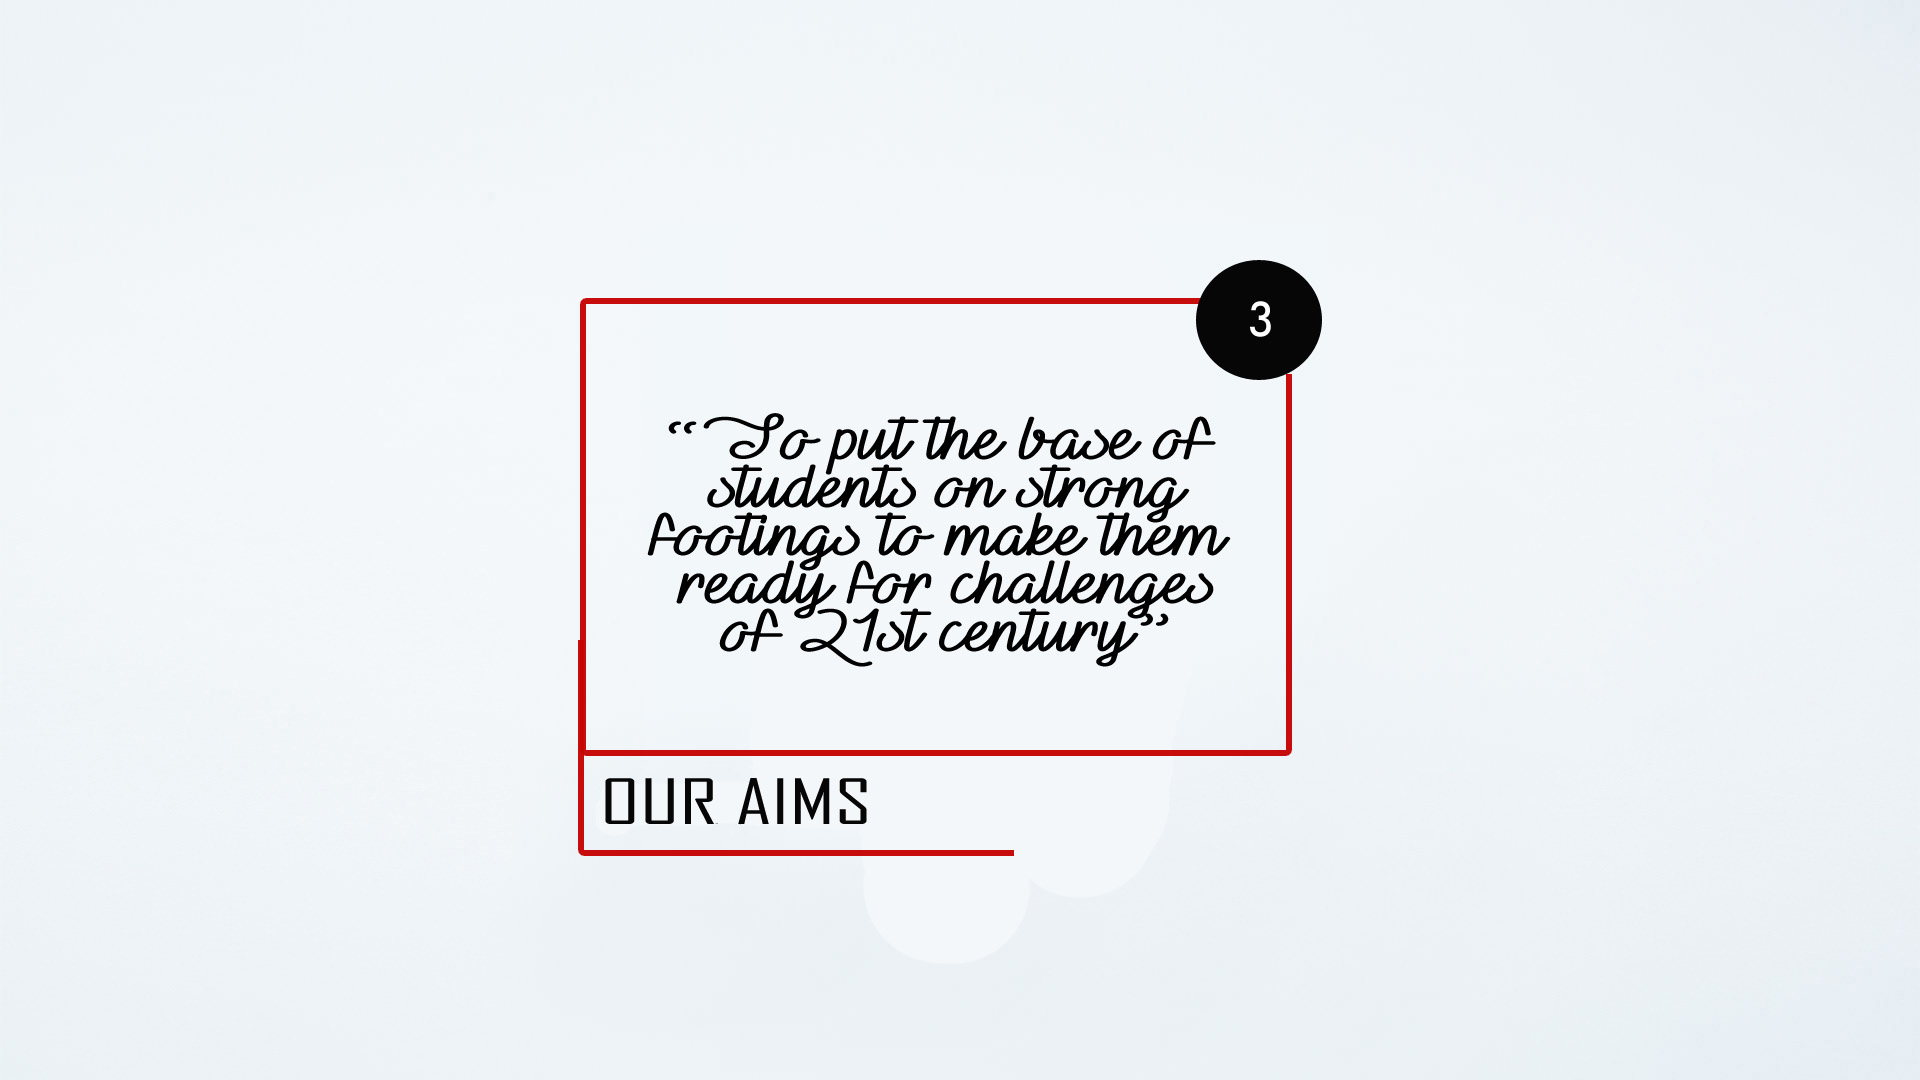 3
“To put the base of
students on strong
footings to make them
ready for challenges
of 21st century”
OUR AIMS